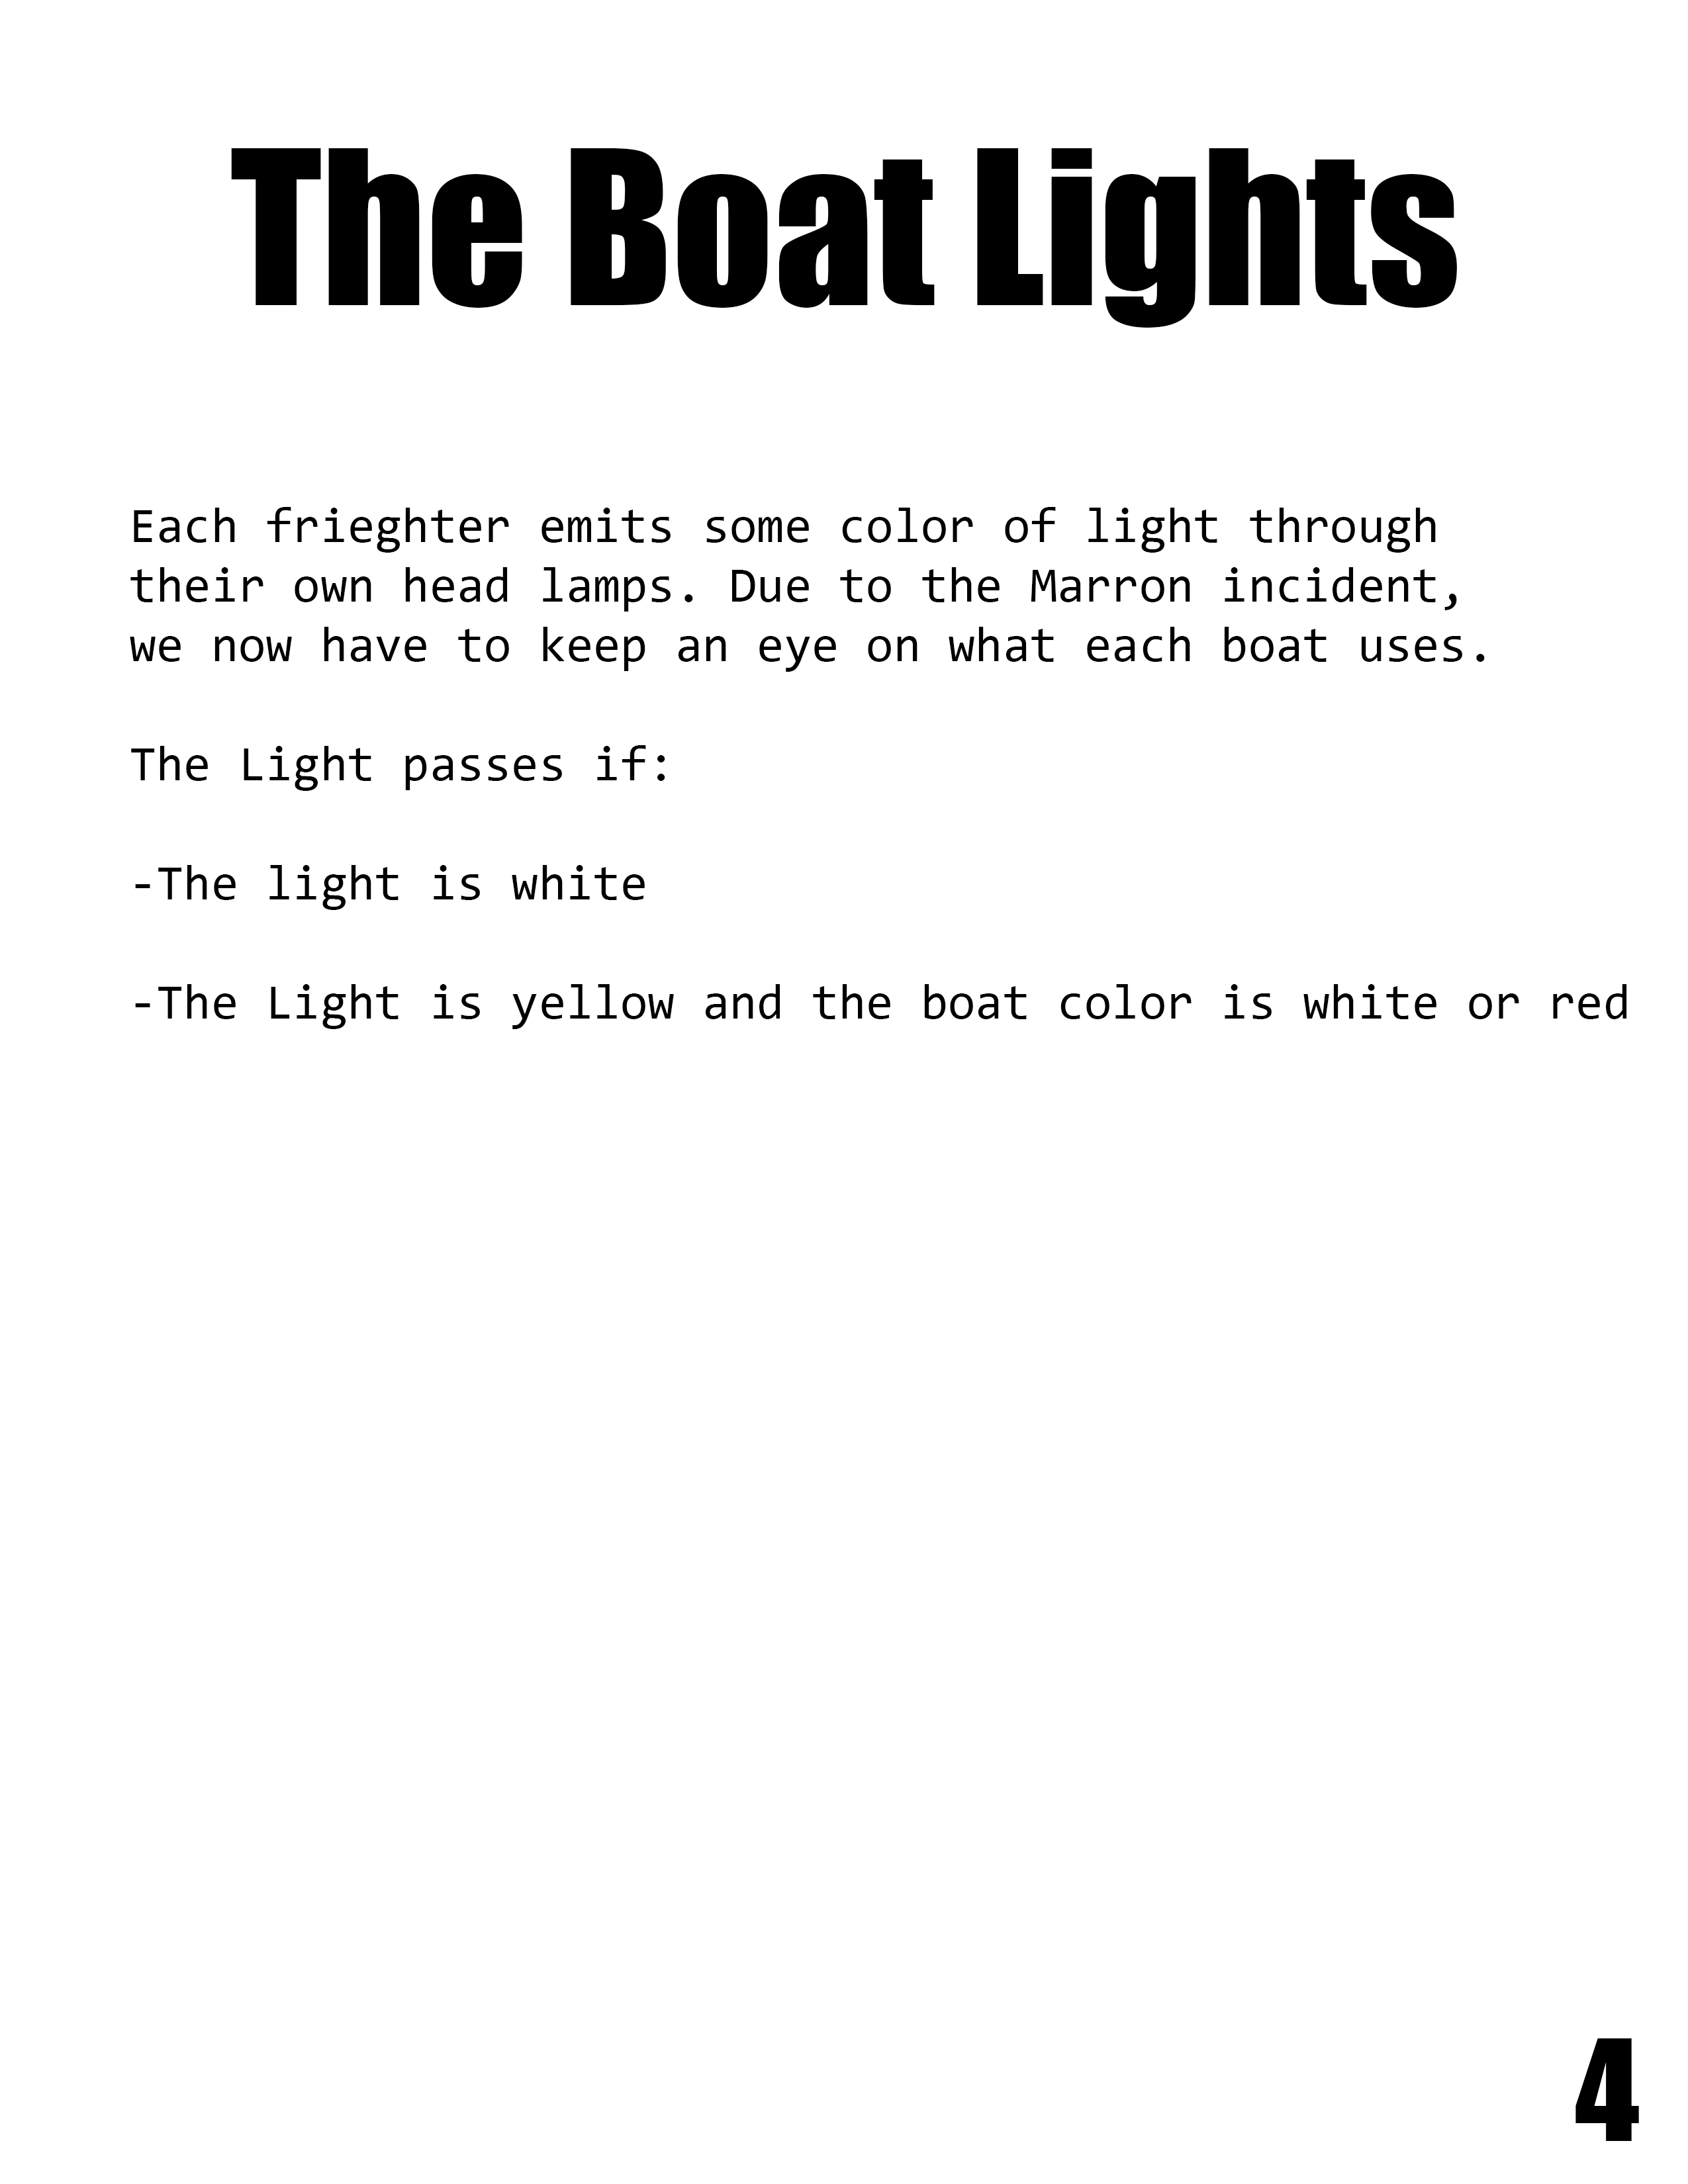 The Boat Lights
Each frieghter emits some color of light through
their own head lamps. Due to the Marron incident,
we now have to keep an eye on what each boat uses.
The Light passes if:
-The light is white
-The Light is yellow and the boat color is white or red
4